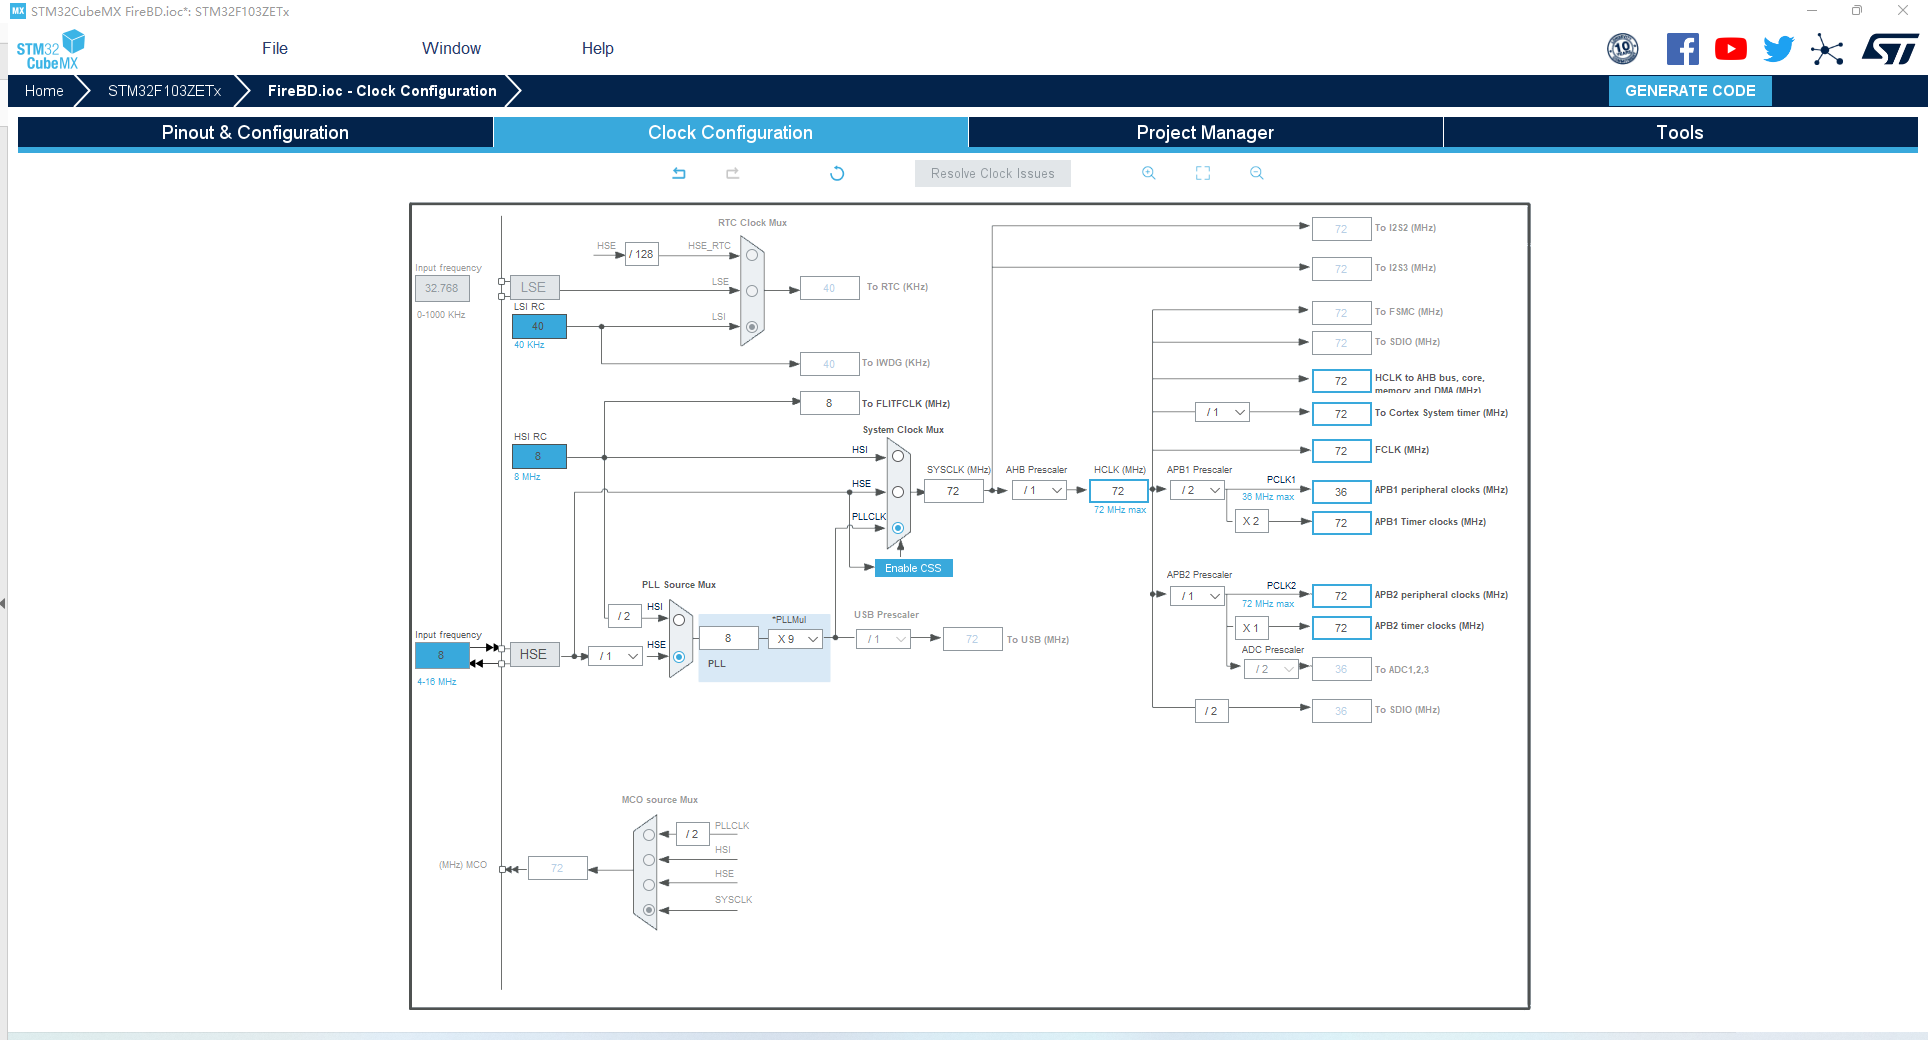 MX STM32CubeMX FireBD.ioc*: STM32F103ZETx
STM32 CubeMX
File
Window
Help
10 YEARS
Home
STM32F103ZETx
FireBD.ioc - Clock Configuration
GENERATE CODE
Pinout & Configuration
Clock Configuration
Project Manager
Tools
Resolve Clock Issues
RTC Clock Mux
HSE
/ 128
HSE_RTC
Input frequency
32.768
0-1000 KHz
LSE
LSE
LSI RC
40
40 KHz
LSI
40
To RTC (KHz)
40
To IWDG (KHz)
8
To FLITFCLK (MHz)
System Clock Mux
HSI RC
8
8 MHz
HSI
HSE
PLLCLK
SYSCLK (MHz)
72
AHB Prescaler
/ 1
HCLK (MHz)
72
72 MHz max
Enable CSS
72
To I2S2 (MHz)
72
To I2S3 (MHz)
72
To FSMC (MHz)
72
To SDIO (MHz)
72
HCLK to AHB bus, core,
memory and DMA (MHz)
/ 1
72
To Cortex System timer (MHz)
72
FCLK (MHz)
APB1 Prescaler
/ 2
PCLK1
36 MHz max
36
APB1 peripheral clocks (MHz)
X 2
72
APB1 Timer clocks (MHz)
APB2 Prescaler
/ 1
PCLK2
72 MHz max
72
APB2 peripheral clocks (MHz)
X 1
72
APB2 timer clocks (MHz)
ADC Prescaler
/ 2
36
To ADC1,2,3
/ 2
36
To SDIO (MHz)
PLL Source Mux
/ 2
HSI
Input frequency
8
4-16 MHz
HSE
/ 1
HSE
8
*PLLMul
X 9
PLL
USB Prescaler
/ 1
72
To USB (MHz)
MCO source Mux
/ 2
PLLCLK
HSI
HSE
SYSCLK
(MHz) MCO
72